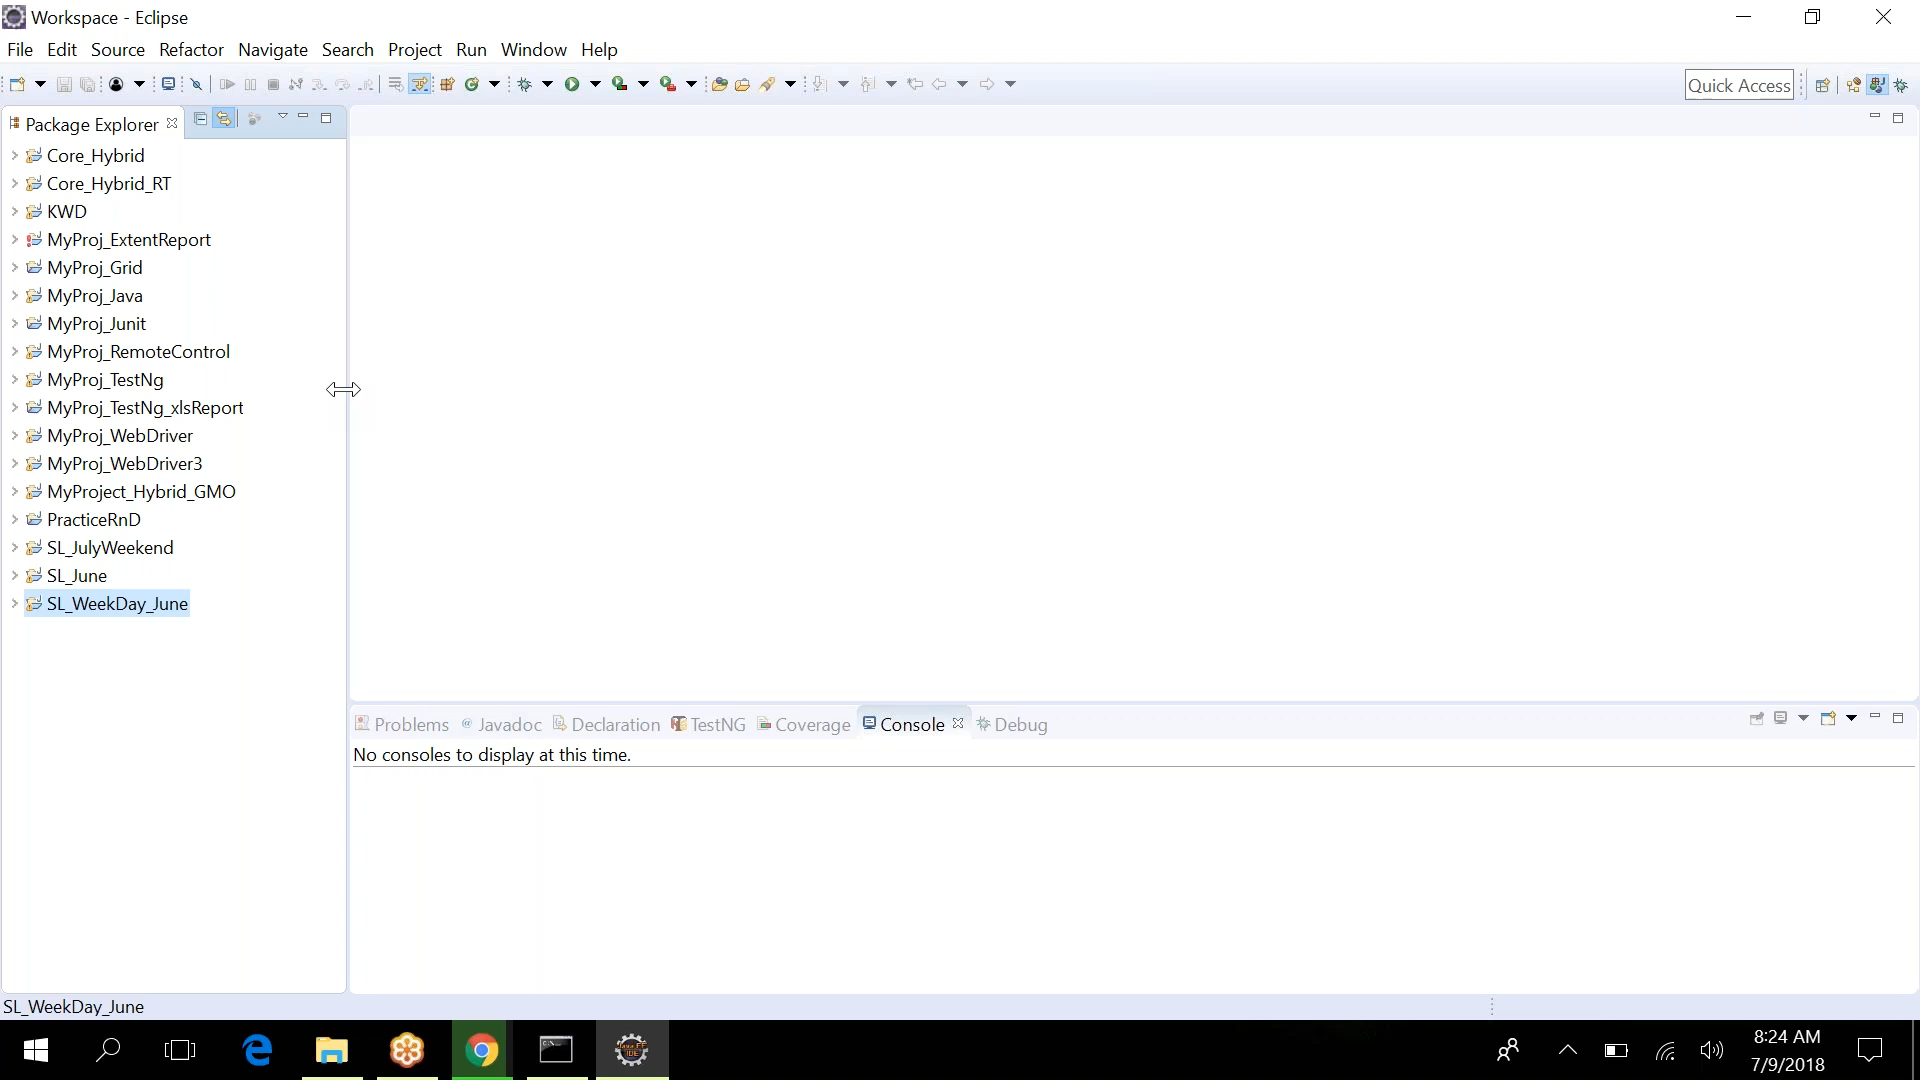 Workspace - Eclipse
File Edit Source Refactor Navigate Search Project Run Window Help
Quick Access
Package Explorer
Core_Hybrid
Core_Hybrid_RT
KWD
MyProj_ExtentReport
MyProj_Grid
MyProj_Java
MyProj_Junit
MyProj_RemoteControl
MyProj_TestNg
MyProj_TestNg_xlsReport
MyProj_WebDriver
MyProj_WebDriver3
MyProject_Hybrid_GMO
PracticeRnD
SL_JulyWeekend
SL_June
SL_WeekDay_June
Problems @ Javadoc Declaration TestNG Coverage Console Debug
No consoles to display at this time.
SL_WeekDay_June
8:24 AM
7/9/2018